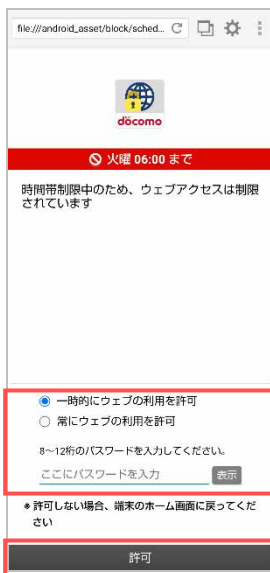 file:///android_asset/block/sched...
döcomo
火曜 06:00 まで
時間帯制限中のため、ウェブアクセスは制限
されています
一時的にウェブの利用を許可
常にウェブの利用を許可
8~12桁のパスワードを入力してください。
ここにパスワードを入力 表示
※許可しない場合、端末のホーム画面に戻ってくだ
さい
許可